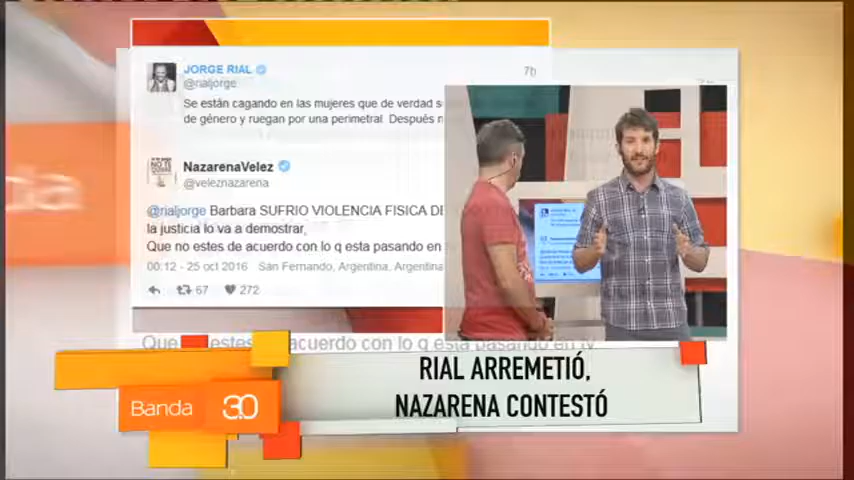 JORGE RIAL
@rialjorge
7h
Se están cagando en las mujeres que de verdad
de género y ruegan por una perimetral. Después
NazarenaVelez
@veleznazarena
@rialjorge Barbara SUFRIO VIOLENCIA FISICA DE
la justicia lo va a demostrar,
Que no estes de acuerdo con lo q esta pasando en
00:12 - 25 oct 2016 San Fernando, Argentina, Argentina
67 272
Que estes acuerdo con lo q esta pasando en tv
RIAL ARREMETIÓ,
NAZARENA CONTESTÓ
Banda 3.0